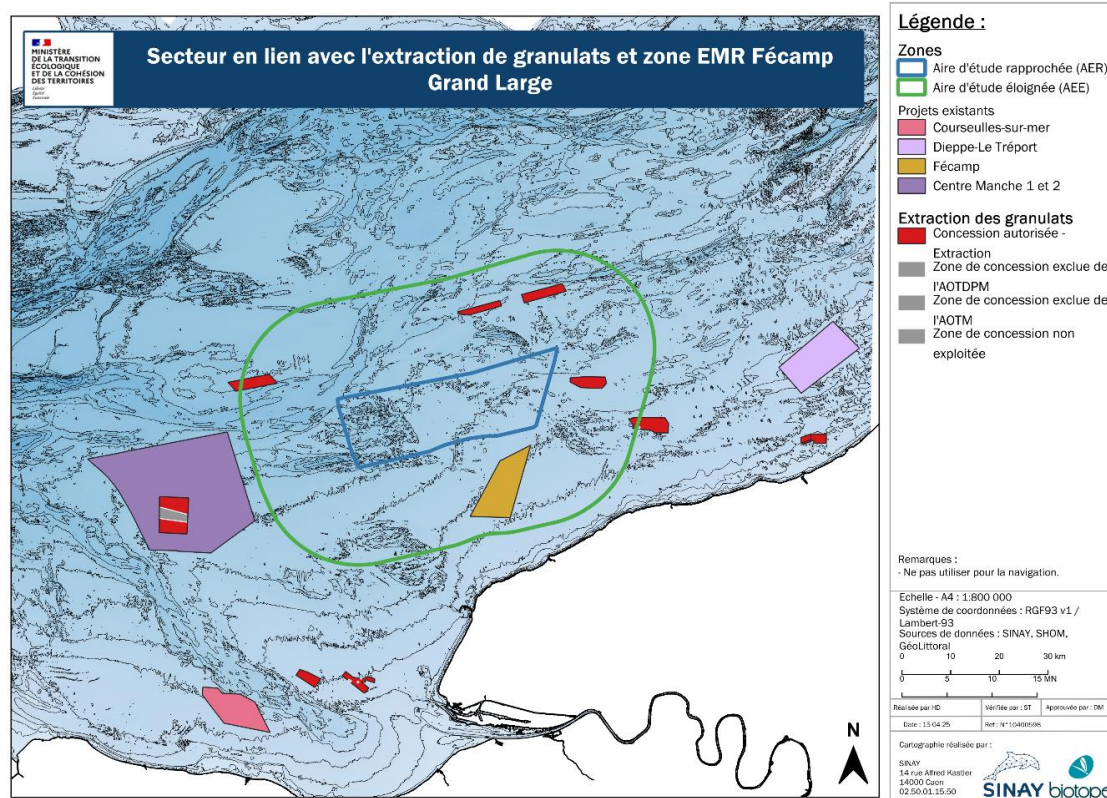 MINISTÈRE
DE LA TRANSITION
ÉCOLOGIQUE
ET DE LA COHÉSION
DES TERRITOIRES
Liberté
Égalité
Fraternité
Secteur en lien avec l'extraction de granulats et zone EMR Fécamp
Grand Large
N
Légende :
Zones
Aire d'étude rapprochée (AER)
Aire d'étude éloignée (AEE)
Projets existants
Courseulles-sur-mer
Dieppe-Le Tréport
Fécamp
Centre Manche 1 et 2
Extraction des granulats
Concession autorisée -
Extraction
Zone de concession exclue de
l'AOTDPM
Zone de concession exclue de
l'AOTM
Zone de concession non
exploitée
Remarques :
- Ne pas utiliser pour la navigation.
Echelle - A4 : 1:800 000
Système de coordonnées : RGF93 v1 /
Lambert-93
Sources de données : SINAY, SHOM,
GéoLittoral
0 10 20 30 km
0 5 10 15 MN
Réalisée par HD Vérifiée par : ST Approuvée par : DM
Date : 15-04-25 Ref : N°10400598
Cartographie réalisée par :
SINAY
14 rue Alfred Kastler
14000 Caen
02.50.01.15.50
SINAY biotope